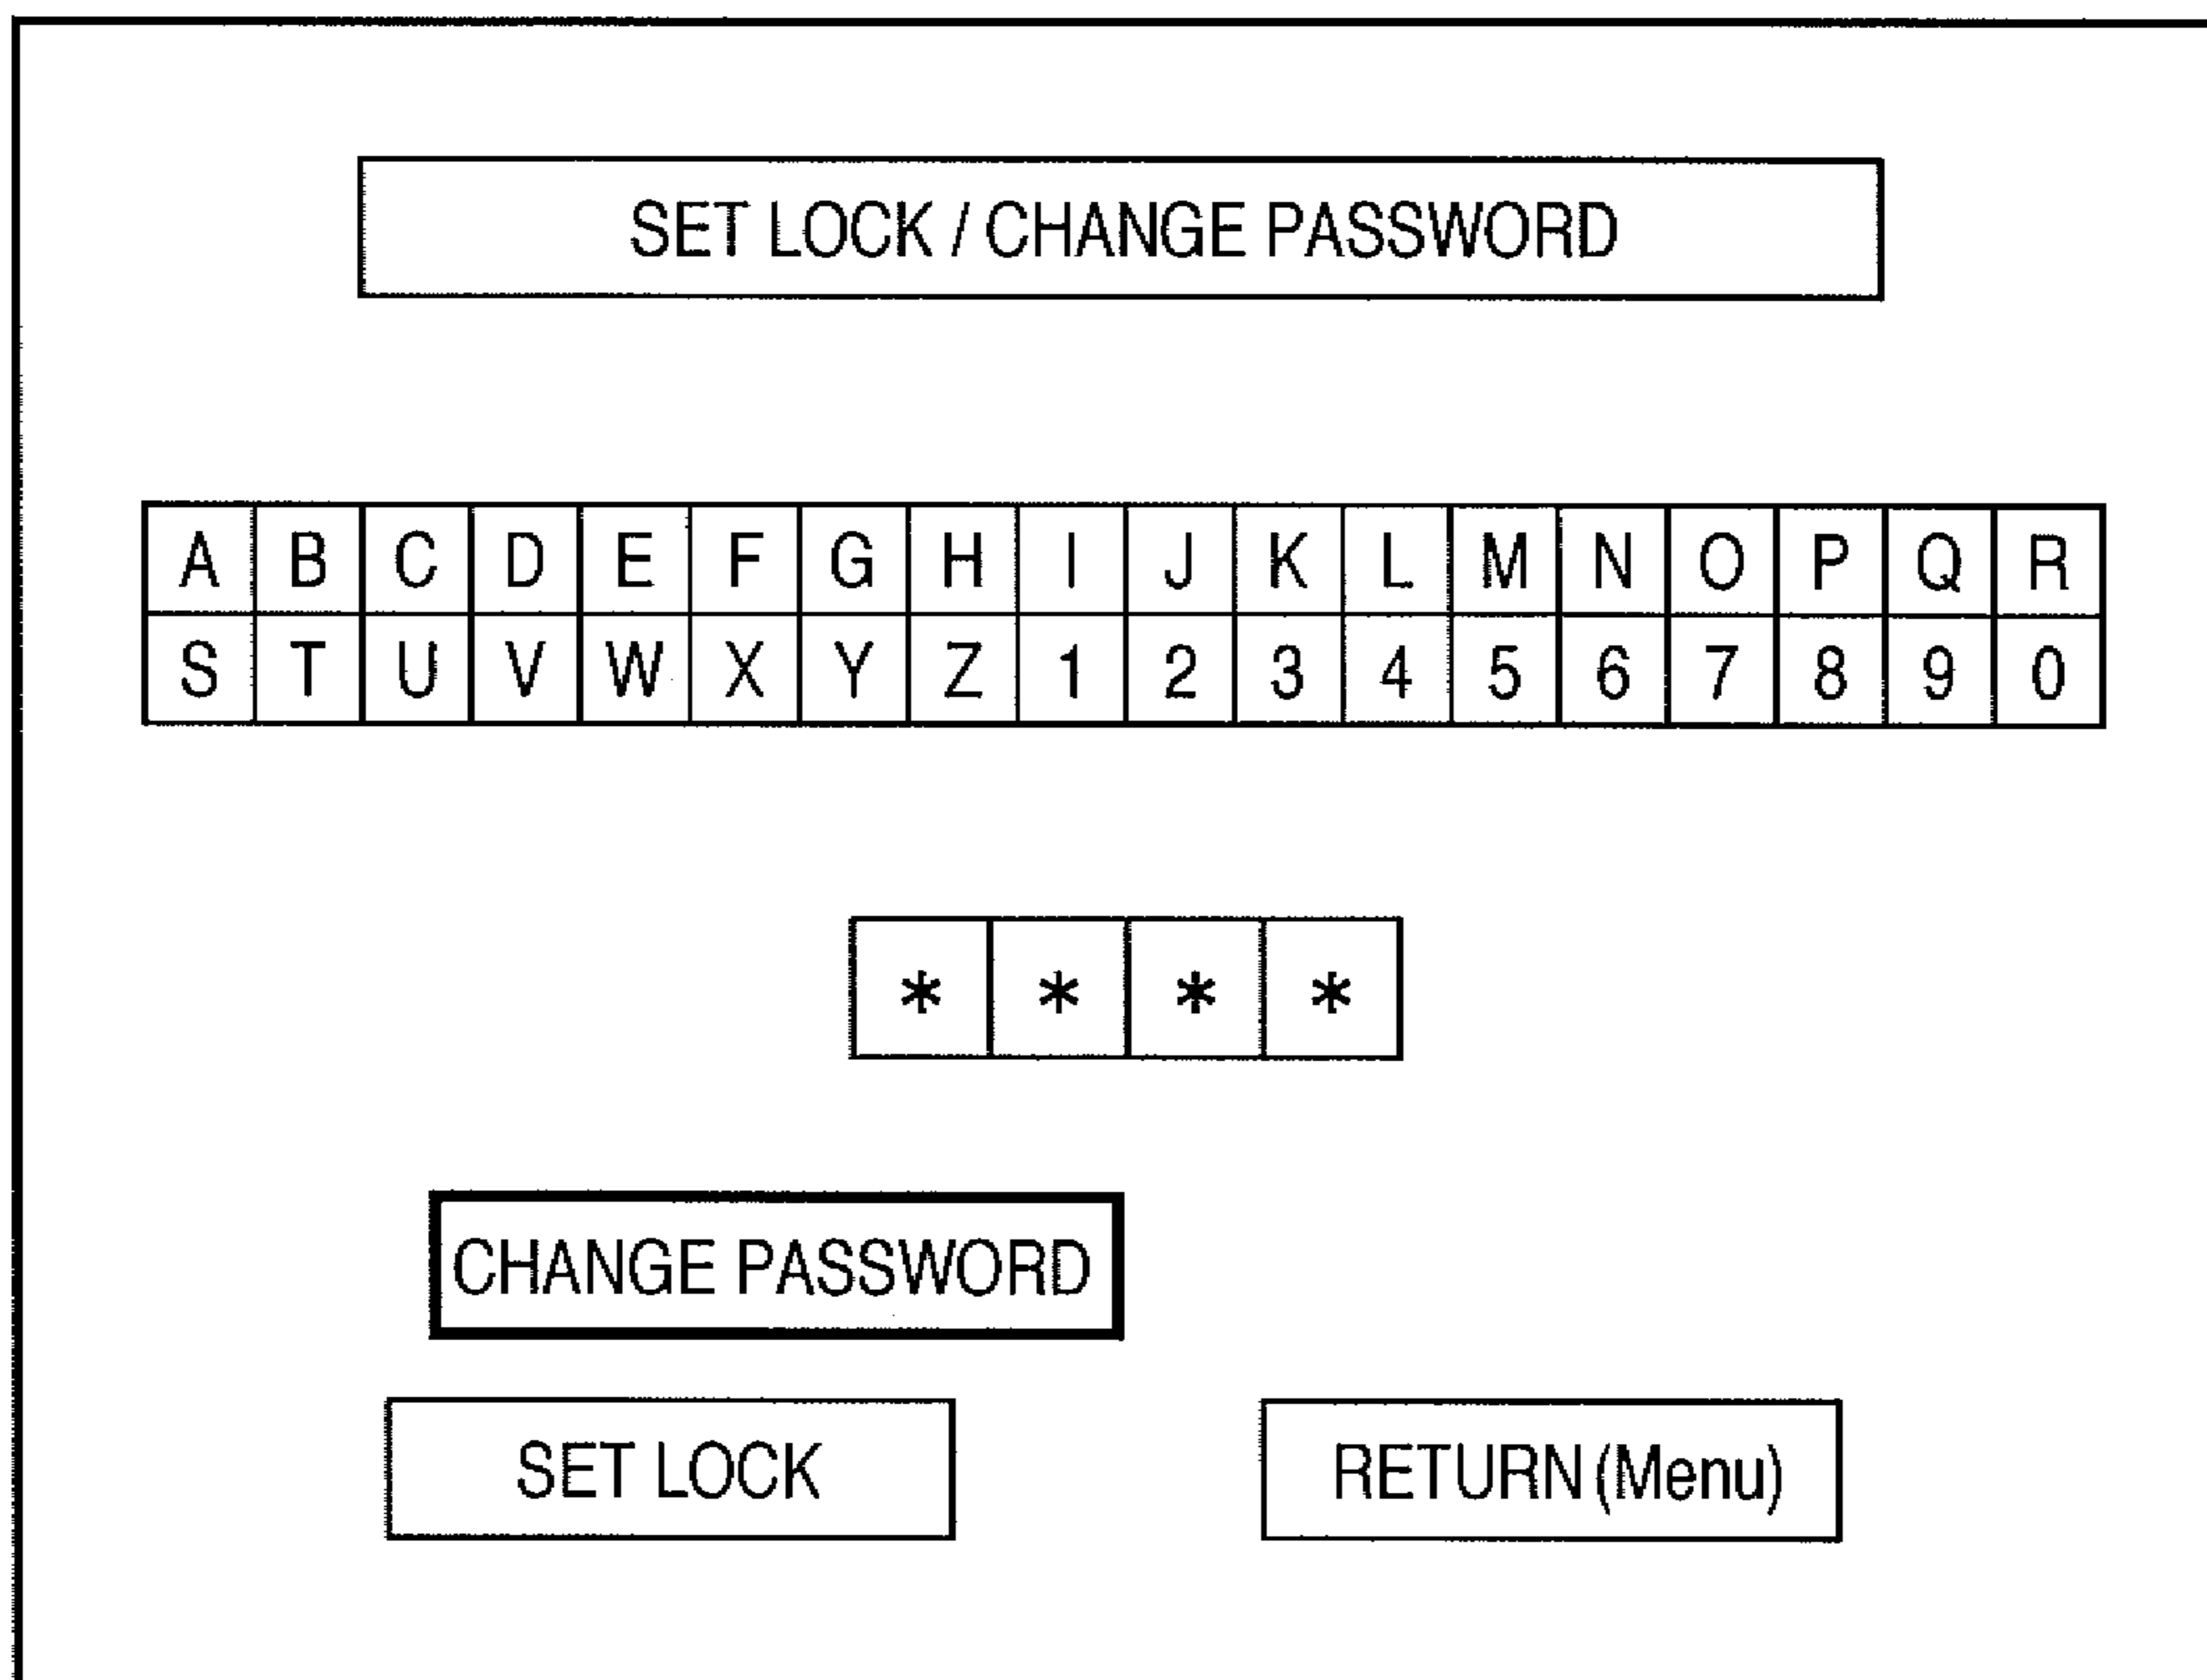 SET LOCK / CHANGE PASSWORD
A B C D E F G H I J K L M N O P Q R
S T U V W X Y Z 1 2 3 4 5 6 7 8 9 0
* * * *
CHANGE PASSWORD
SET LOCK RETURN (Menu)